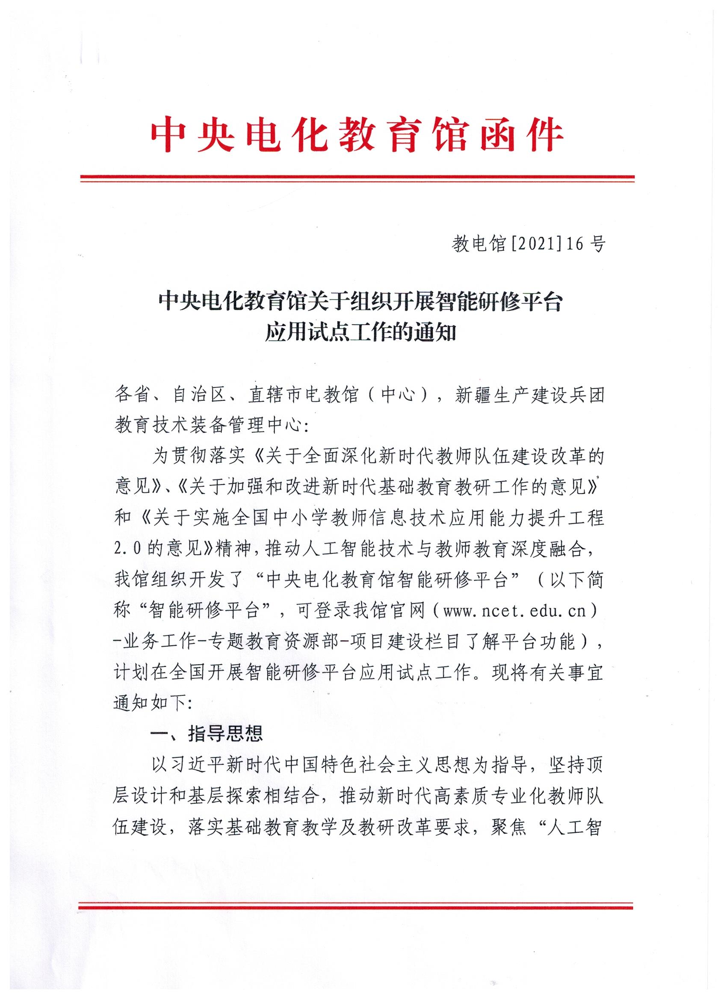 中央电化教育馆函件
教电馆[2021]16号
中央电化教育馆关于组织开展智能研修平台
应用试点工作的通知
各省、自治区、直辖市电教馆（中心），新疆生产建设兵团
教育技术装备管理中心：
为贯彻落实《关于全面深化新时代教师队伍建设改革的
意见》、《关于加强和改进新时代基础教育教研工作的意见》
和《关于实施全国中小学教师信息技术应用能力提升工程
2.0的意见》精神，推动人工智能技术与教师教育深度融合，
我馆组织开发了“中央电化教育馆智能研修平台”（以下简
称“智能研修平台”，可登录我馆官网（www.ncet.edu.cn）
-业务工作-专题教育资源部-项目建设栏目了解平台功能），
计划在全国开展智能研修平台应用试点工作。现将有关事宜
通知如下：
一、指导思想
以习近平新时代中国特色社会主义思想为指导，坚持顶
层设计和基层探索相结合，推动新时代高素质专业化教师队
伍建设，落实基础教育教学及教研改革要求，聚焦“人工智